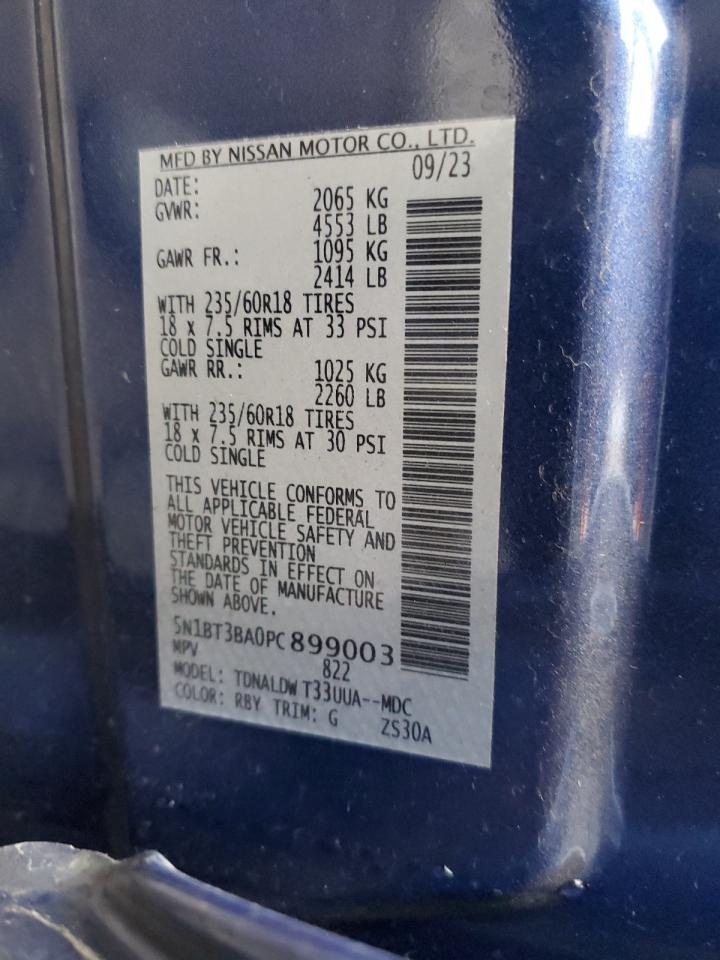 MFD BY NISSAN MOTOR CO., LTD.
DATE: 09/23
GVWR: 2065 KG
4553 LB
GAWR FR.: 1095 KG
2414 LB
WITH 235/60R18 TIRES
18 x 7.5 RIMS AT 33 PSI
COLD SINGLE
GAWR RR.: 1025 KG
2260 LB
WITH 235/60R18 TIRES
18 x 7.5 RIMS AT 30 PSI
COLD SINGLE
THIS VEHICLE CONFORMS TO
ALL APPLICABLE FEDERAL
MOTOR VEHICLE SAFETY AND
THEFT PREVENTION
STANDARDS IN EFFECT ON
THE DATE OF MANUFACTURE
SHOWN ABOVE.
5N1BT3BA0PC899003
MPV 822
MODEL: TDNALDW T33UUA--MDC
COLOR: RBY TRIM: G ZS30A